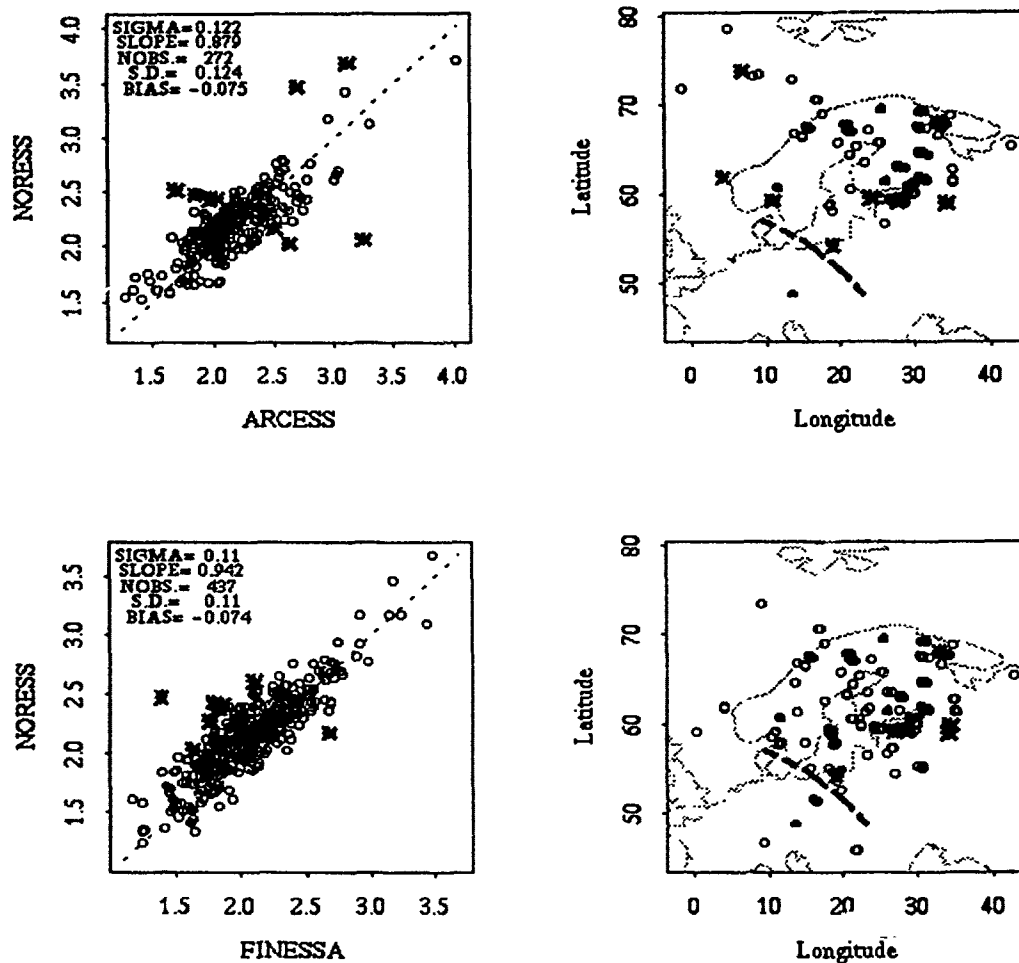 SIGMA= 0.122
SLOPE= 0.879
NOBS.= 272
S.D.= 0.124
BIAS= -0.075
4.0
3.5
3.0
2.5
2.0
1.5
NORESS
1.5 2.0 2.5 3.0 3.5 4.0
ARCESS
80
70
60
50
Latitude
0 10 20 30 40
Longitude
SIGMA= 0.11
SLOPE= 0.942
NOBS.= 437
S.D.= 0.11
BIAS= -0.074
3.5
3.0
2.5
2.0
1.5
NORESS
1.5 2.0 2.5 3.0 3.5
FINESSA
80
70
60
50
Latitude
0 10 20 30 40
Longitude